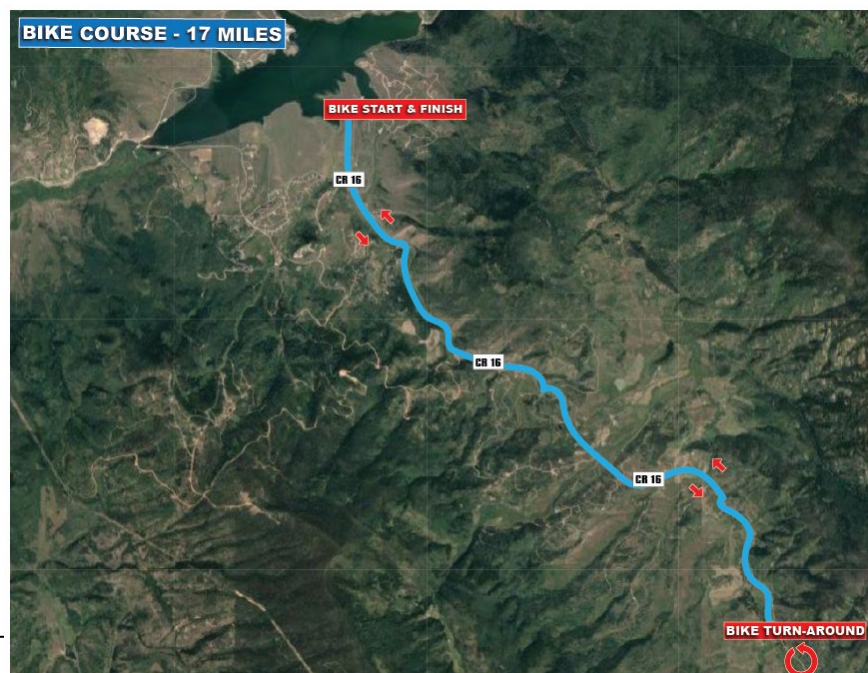 BIKE COURSE - 17 MILES
BIKE START & FINISH
CR 16
CR 16
CR 16
BIKE TURN-AROUND